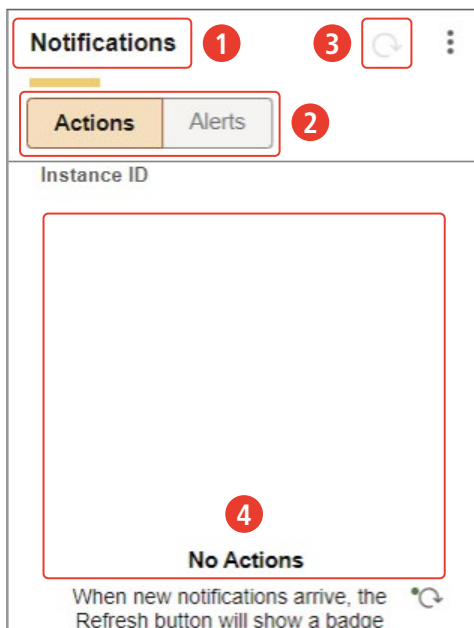 Notifications 1 3
Actions Alerts 2
Instance ID
4
No Actions
When new notifications arrive, the
Refresh button will show a badge